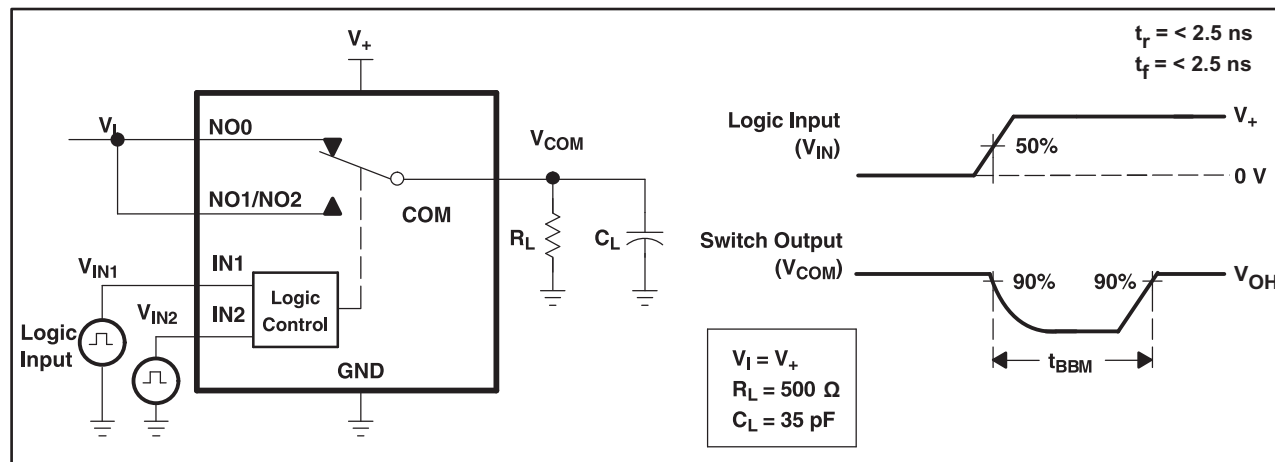 V+
tr = < 2.5 ns
tf = < 2.5 ns
VI
NO0
NO1/NO2
COM
VCOM
RL
CL
VIN1
IN1
VIN2
IN2
Logic
Control
Logic
Input
GND
Logic Input
(VIN)
V+
50%
0 V
Switch Output
(VCOM)
90%
90%
VOH
tBBM
VI = V+
RL = 500 Ω
CL = 35 pF